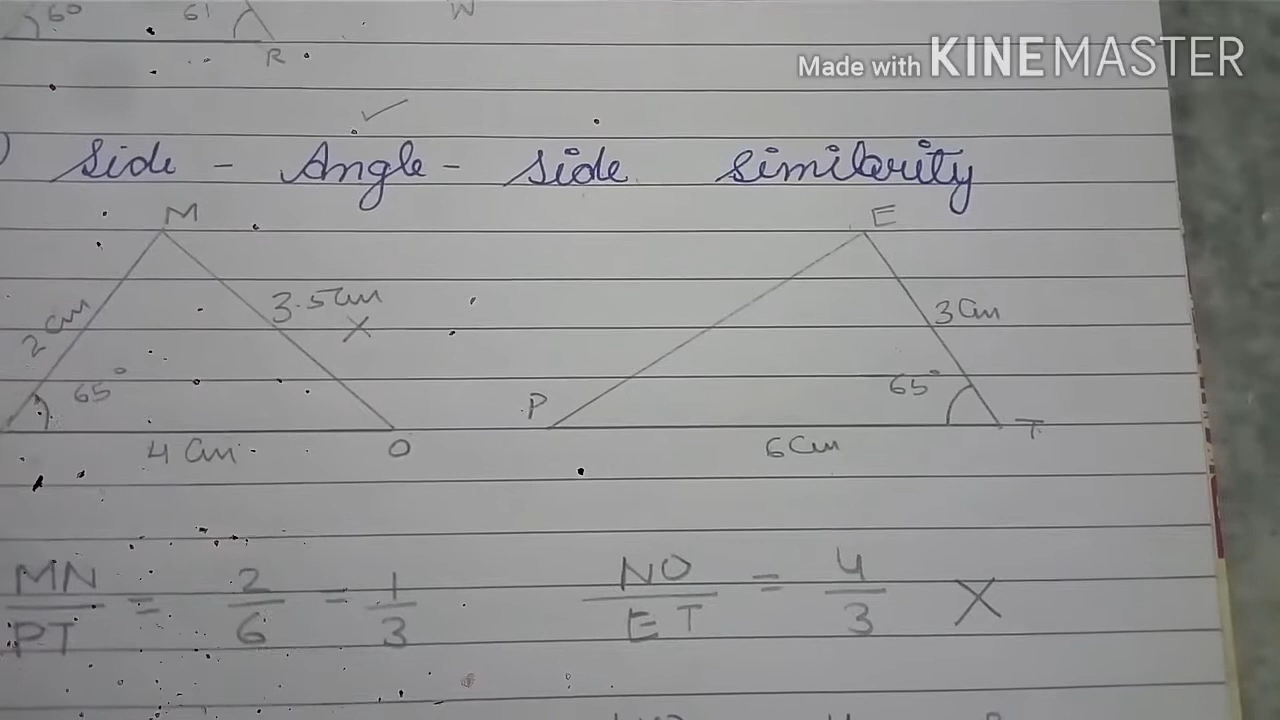 60 61 W
R
Made with KINEMASTER
Side - Angle - Side Similarity
M E
2 cm 3.5 cm 3 cm
X
65° 65°
P T
4 cm O 6 cm
MN/PT = 2/6 = 1/3 NO/ET = 4/3 X